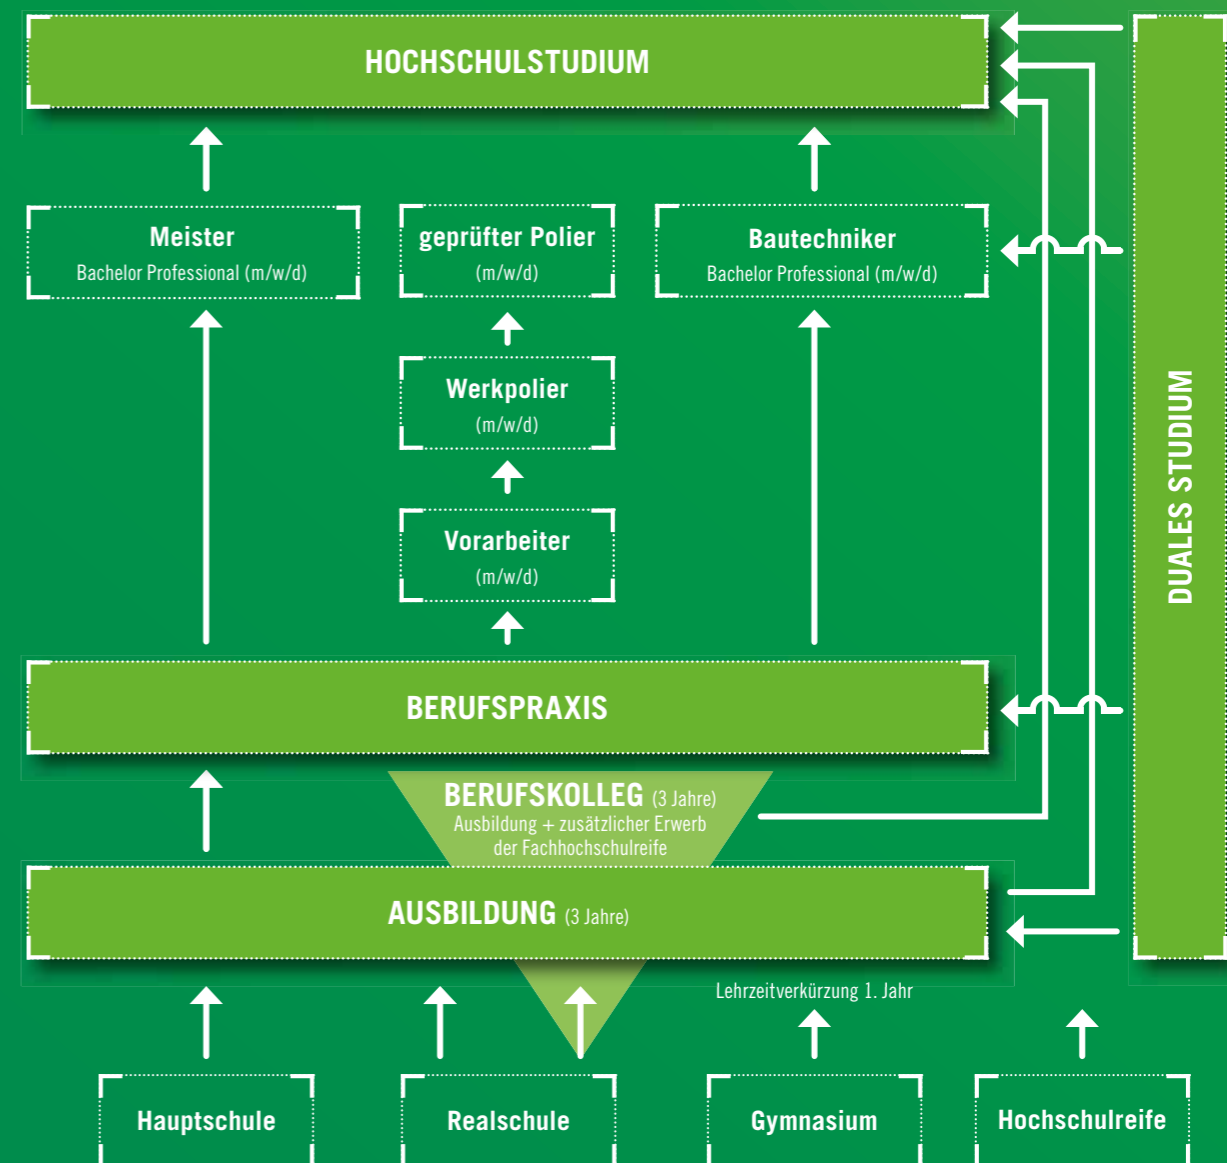 HOCHSCHULSTUDIUM
Meister
Bachelor Professional (m/w/d)
geprüfter Polier
(m/w/d)
Bautechniker
Bachelor Professional (m/w/d)
Werkpolier
(m/w/d)
Vorarbeiter
(m/w/d)
DUALES STUDIUM
BERUFSPRAXIS
BERUFSKOLLEG (3 Jahre)
Ausbildung + zusätzlicher Erwerb
der Fachhochschulreife
AUSBILDUNG (3 Jahre)
Lehrzeitverkürzung 1. Jahr
Hauptschule
Realschule
Gymnasium
Hochschulreife